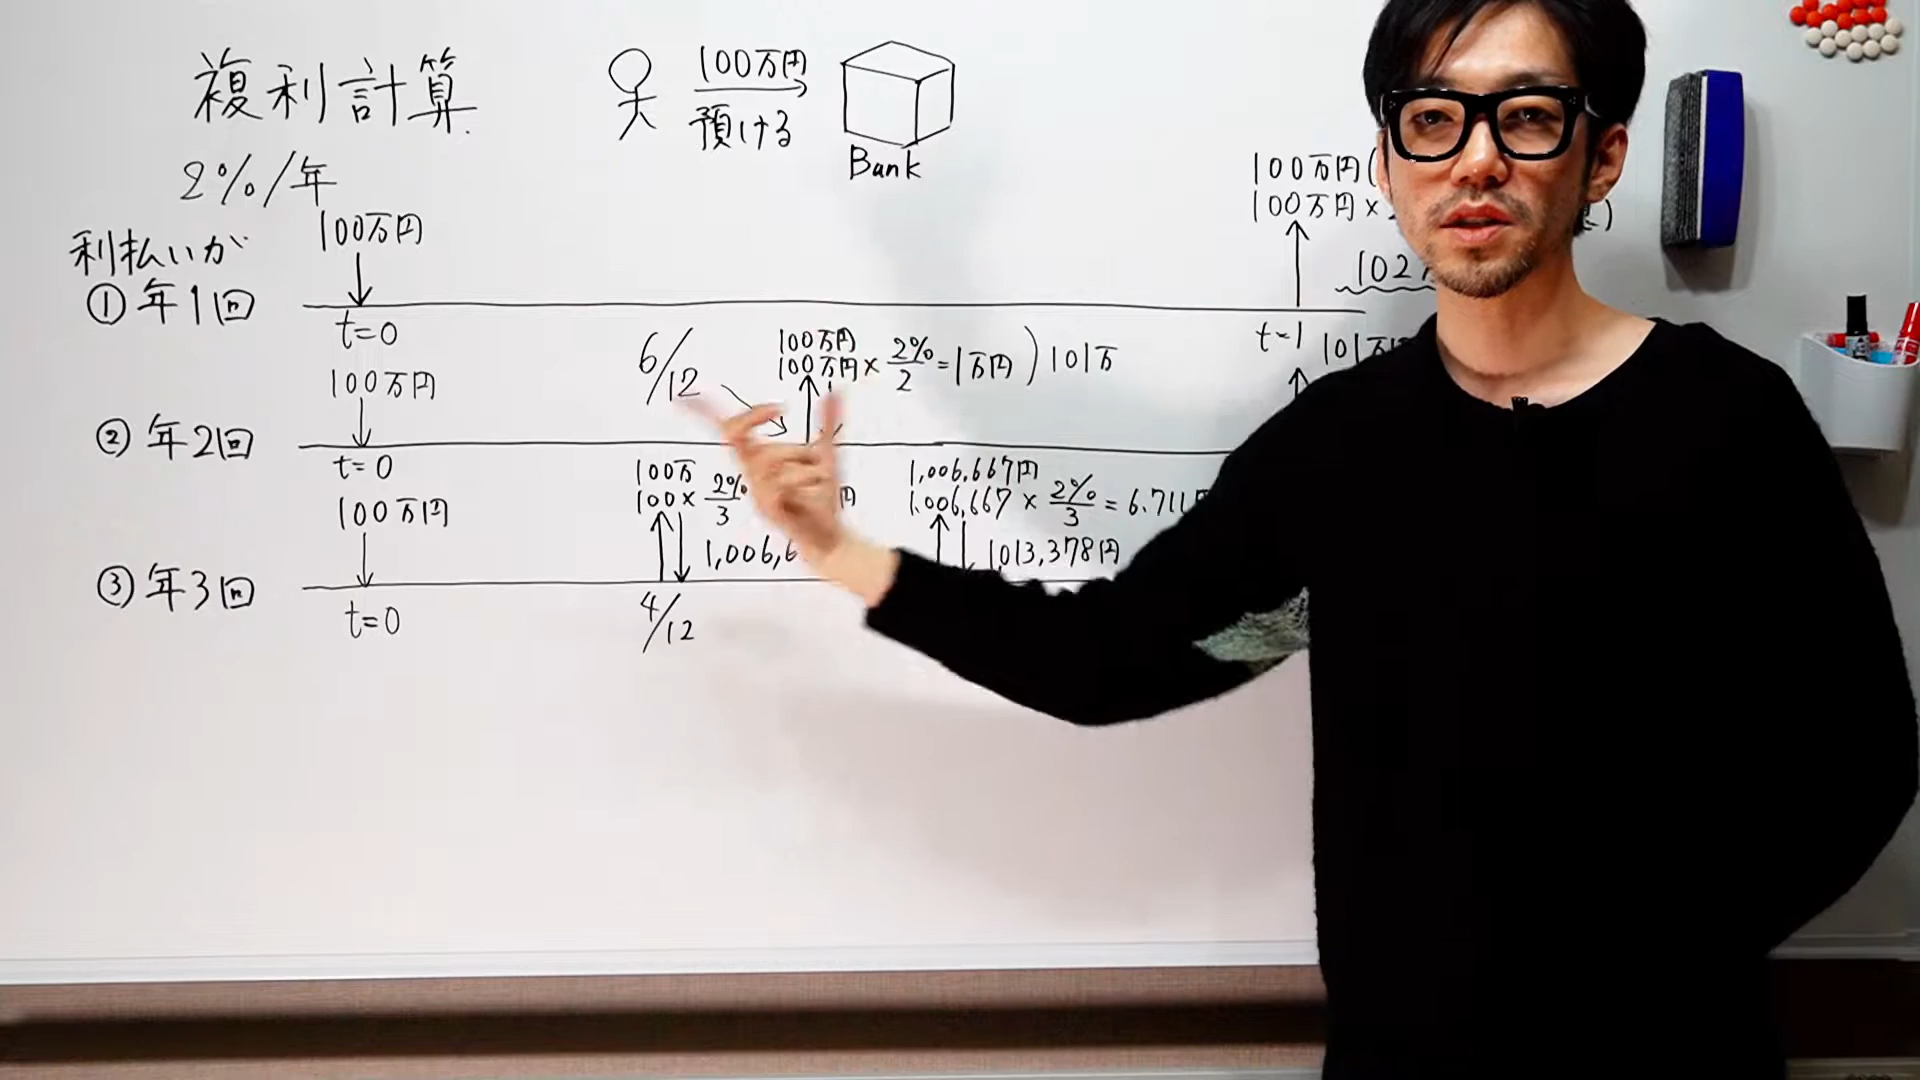 複利計算
2%/年
100万円
預ける
Bank
利払いが
① 年1回
100万円
t=0
100万円
100万円×
102
t=1
② 年2回
100万円
t=0
6/12
100万円
100万円×2%/2=1万円)101万
101万
③ 年3回
100万円
t=0
100万
100×2%/3
円
1,006,6
4/12
1,006,667円
1,006,667×2%/3=6.711
1,013,378円